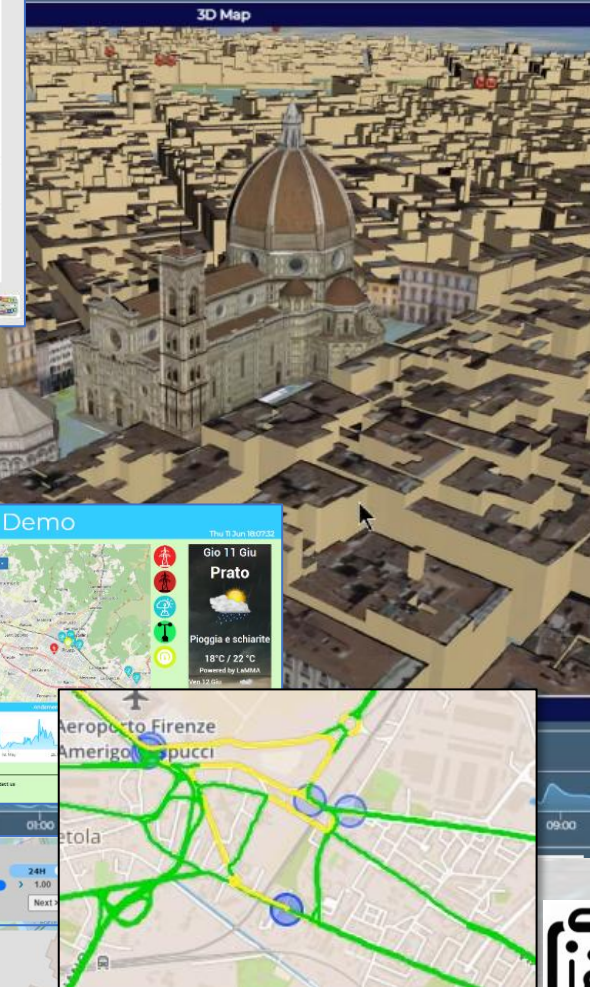 3D Map
Demo
Thu 11 Jun 18:07:32
Gio 11 Giu
Prato
Pioggia e schiarite
18°C / 22 °C
Powered by LaMMA
Ven 12 Giu
Aeroporto Firenze
Amerigo
pucci
etola
01:00
09:00
24H
1.00
Next